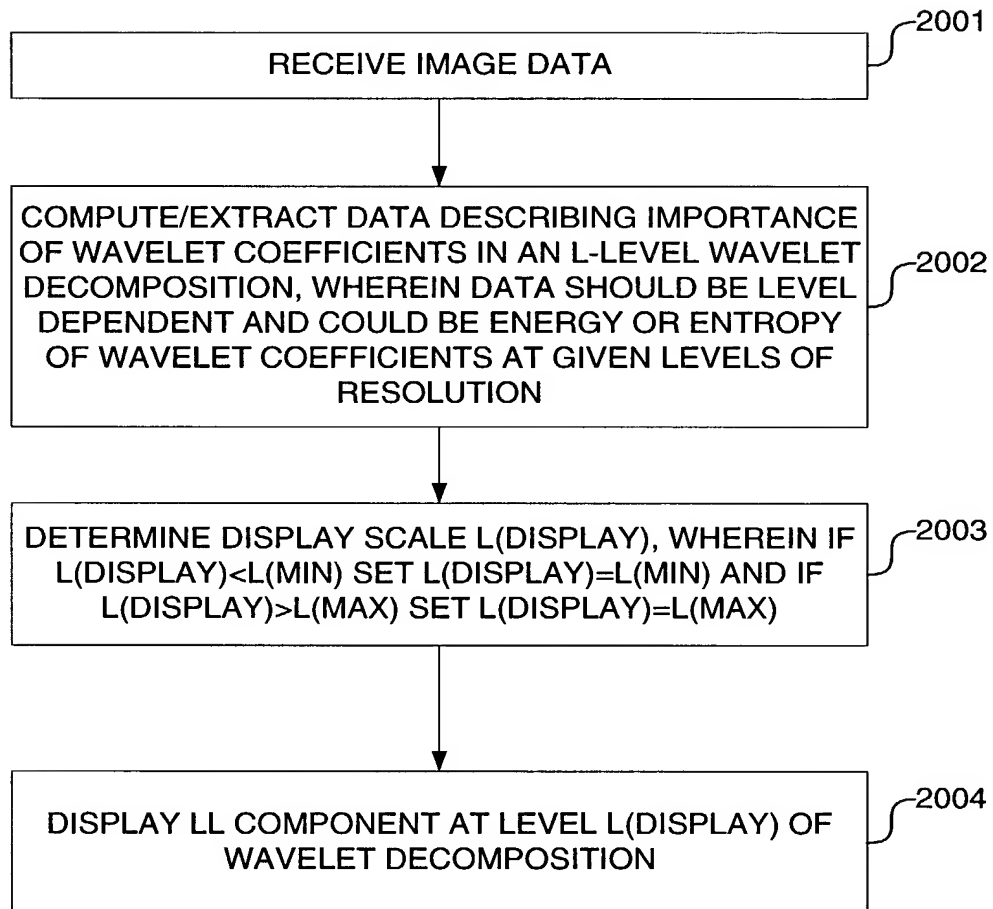 2001
RECEIVE IMAGE DATA
COMPUTE/EXTRACT DATA DESCRIBING IMPORTANCE
OF WAVELET COEFFICIENTS IN AN L-LEVEL WAVELET
DECOMPOSITION, WHEREIN DATA SHOULD BE LEVEL
DEPENDENT AND COULD BE ENERGY OR ENTROPY
OF WAVELET COEFFICIENTS AT GIVEN LEVELS OF
RESOLUTION
2002
DETERMINE DISPLAY SCALE L(DISPLAY), WHEREIN IF
L(DISPLAY)<L(MIN) SET L(DISPLAY)=L(MIN) AND IF
L(DISPLAY)>L(MAX) SET L(DISPLAY)=L(MAX)
2003
DISPLAY LL COMPONENT AT LEVEL L(DISPLAY) OF
WAVELET DECOMPOSITION
2004